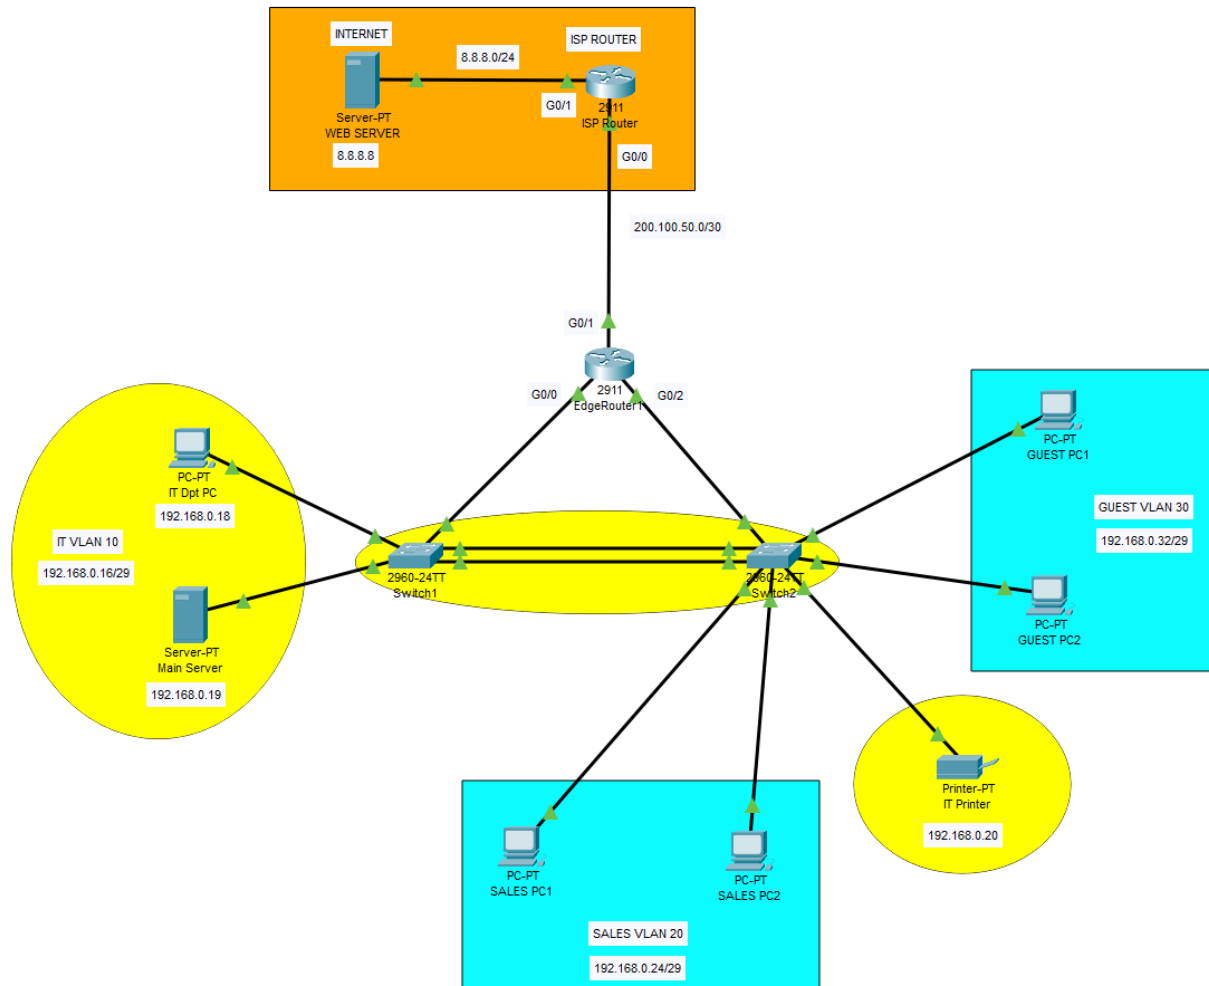 INTERNET
ISP ROUTER
8.8.8.0/24
G0/1
2911
ISP Router
Server-PT
WEB SERVER
8.8.8.8
G0/0
200.100.50.0/30
G0/1
2911
EdgeRouter1
G0/0
G0/2
PC-PT
IT Dpt PC
192.168.0.18
IT VLAN 10
192.168.0.16/29
Server-PT
Main Server
192.168.0.19
2960-24TT
Switch1
2960-24TT
Switch2
PC-PT
GUEST PC1
GUEST VLAN 30
192.168.0.32/29
PC-PT
GUEST PC2
Printer-PT
IT Printer
192.168.0.20
PC-PT
SALES PC1
PC-PT
SALES PC2
SALES VLAN 20
192.168.0.24/29